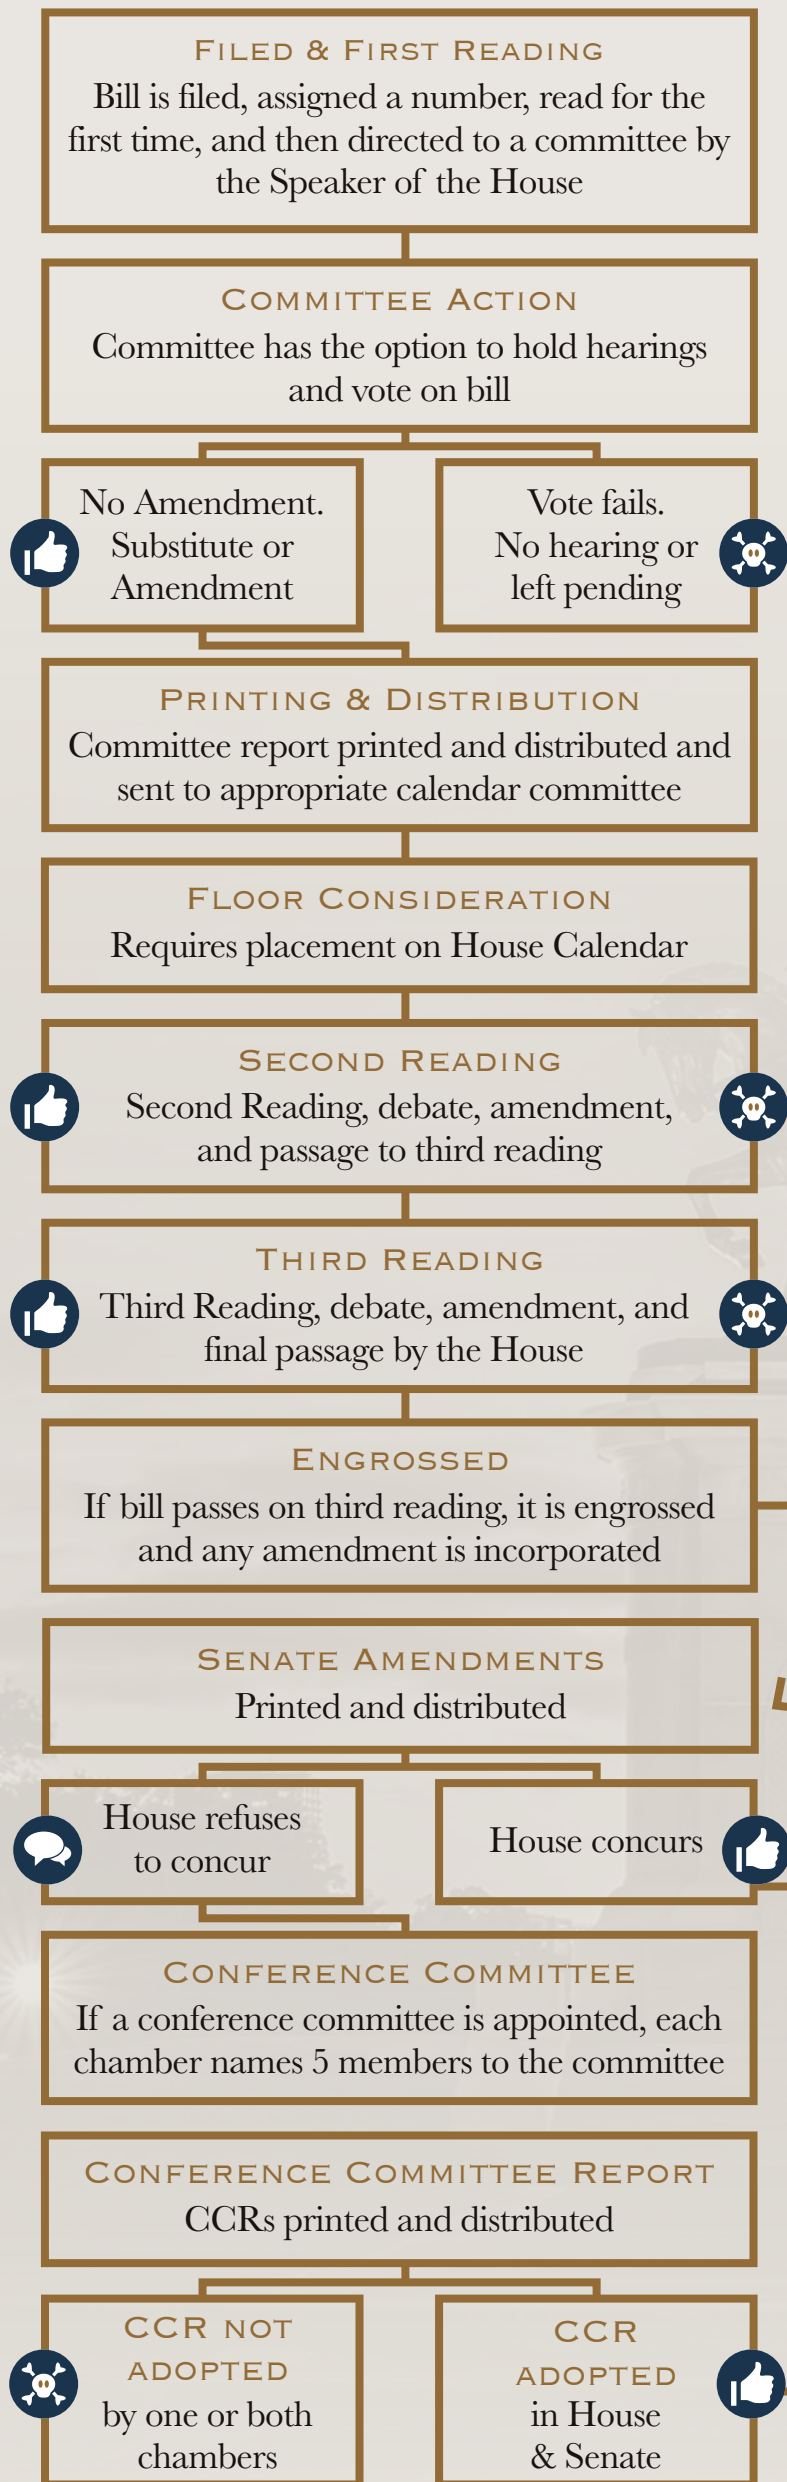 FILED & FIRST READING
Bill is filed, assigned a number, read for the
first time, and then directed to a committee by
the Speaker of the House
COMMITTEE ACTION
Committee has the option to hold hearings
and vote on bill
No Amendment.
Substitute or
Amendment
Vote fails.
No hearing or
left pending
PRINTING & DISTRIBUTION
Committee report printed and distributed and
sent to appropriate calendar committee
FLOOR CONSIDERATION
Requires placement on House Calendar
SECOND READING
Second Reading, debate, amendment,
and passage to third reading
THIRD READING
Third Reading, debate, amendment, and
final passage by the House
ENGROSSED
If bill passes on third reading, it is engrossed
and any amendment is incorporated
SENATE AMENDMENTS
Printed and distributed
House refuses
to concur
House concurs
CONFERENCE COMMITTEE
If a conference committee is appointed, each
chamber names 5 members to the committee
CONFERENCE COMMITTEE REPORT
CCRs printed and distributed
CCR NOT
ADOPTED
by one or both
chambers
CCR
ADOPTED
in House
& Senate